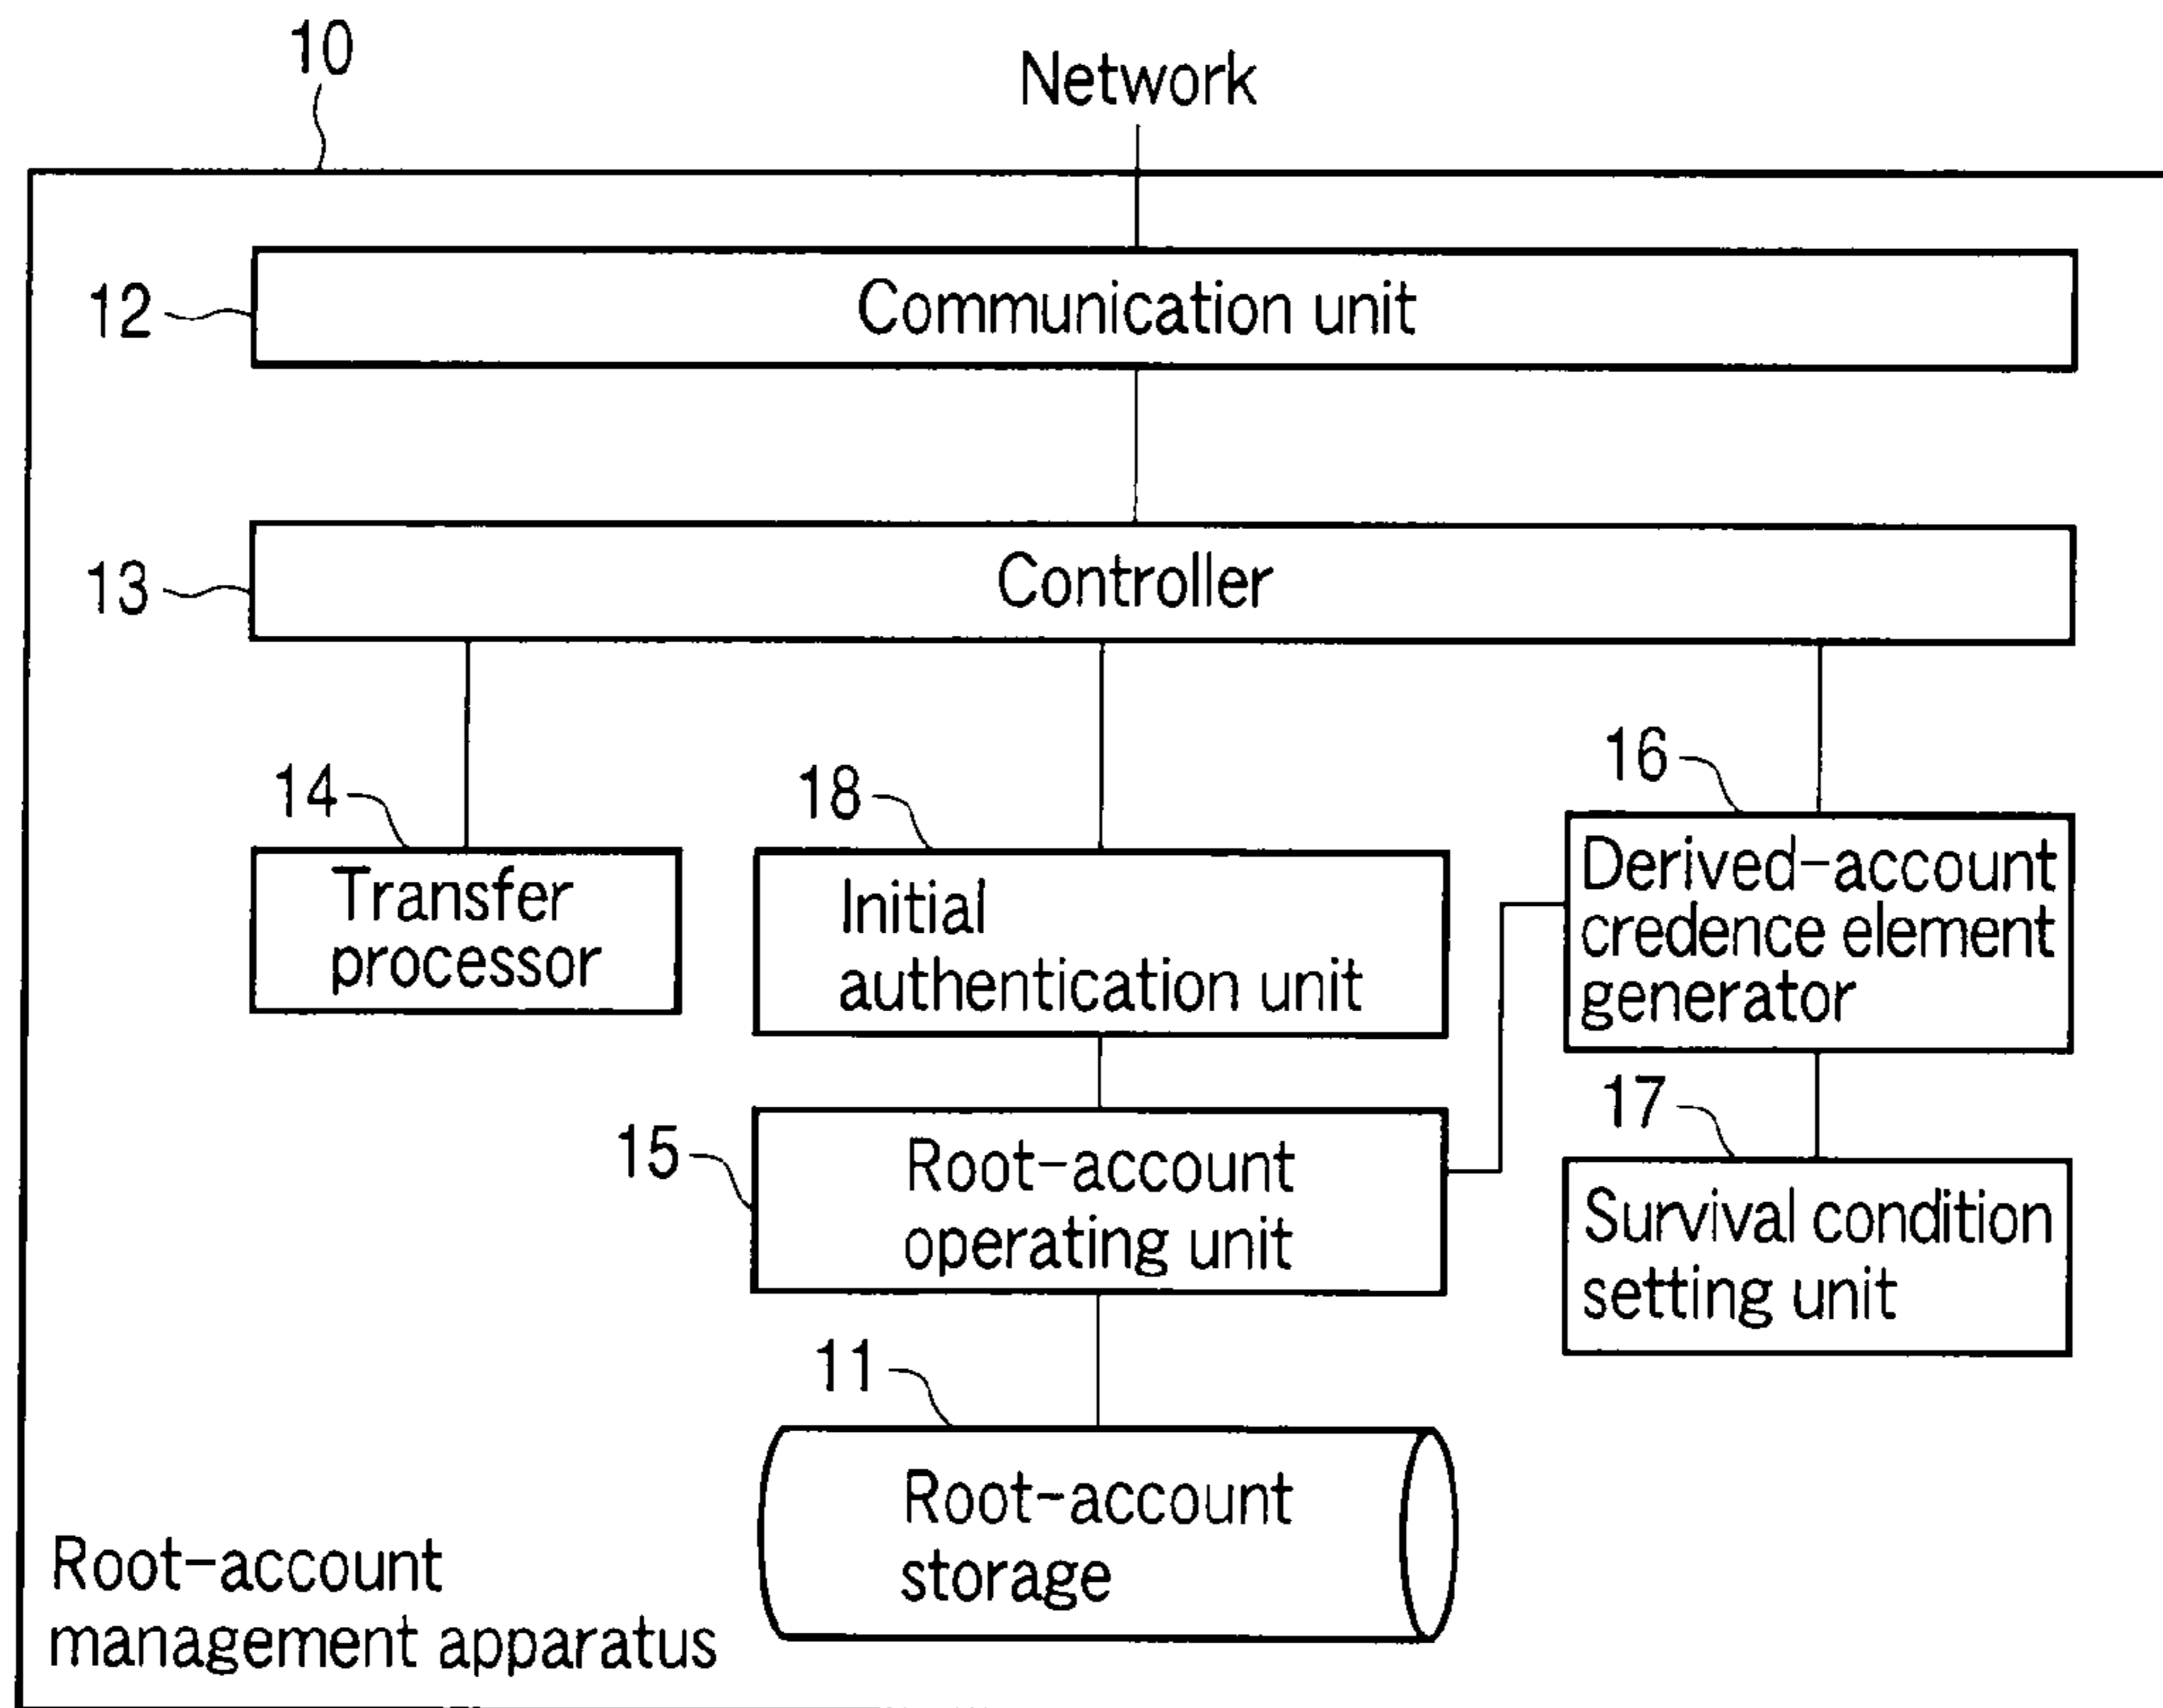 10
Network
12
Communication unit
13
Controller
14
Transfer
processor
18
Initial
authentication unit
16
Derived-account
credence element
generator
15
Root-account
operating unit
17
Survival condition
setting unit
11
Root-account
storage
Root-account
management apparatus